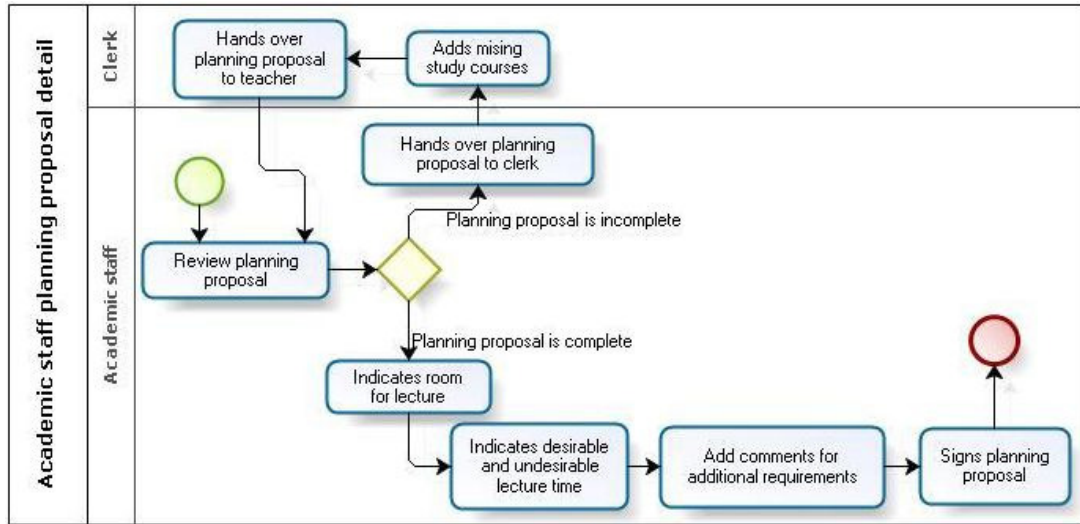 Academic staff planning proposal detail
Clerk
Hands over
planning proposal
to teacher
Adds mising
study courses
Academic staff
Hands over planning
proposal to clerk
Planning proposal is incomplete
Review planning
proposal
Planning proposal is complete
Indicates room
for lecture
Indicates desirable
and undesirable
lecture time
Add comments for
additional requirements
Signs planning
proposal